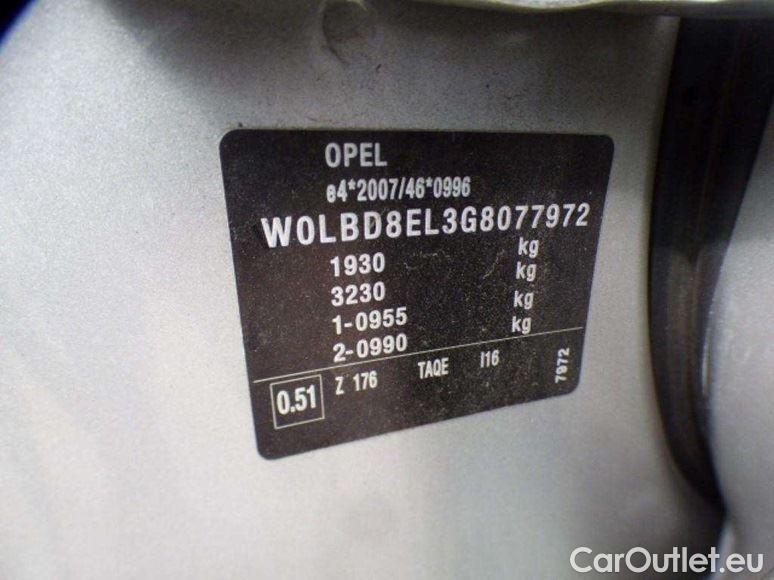 OPEL
e4*2007/46*0996
W0LBD8EL3G8077972
1930 kg
3230 kg
1-0955 kg
2-0990 kg
0.51 Z 176 TAQE I16 7972
CarOutlet.eu